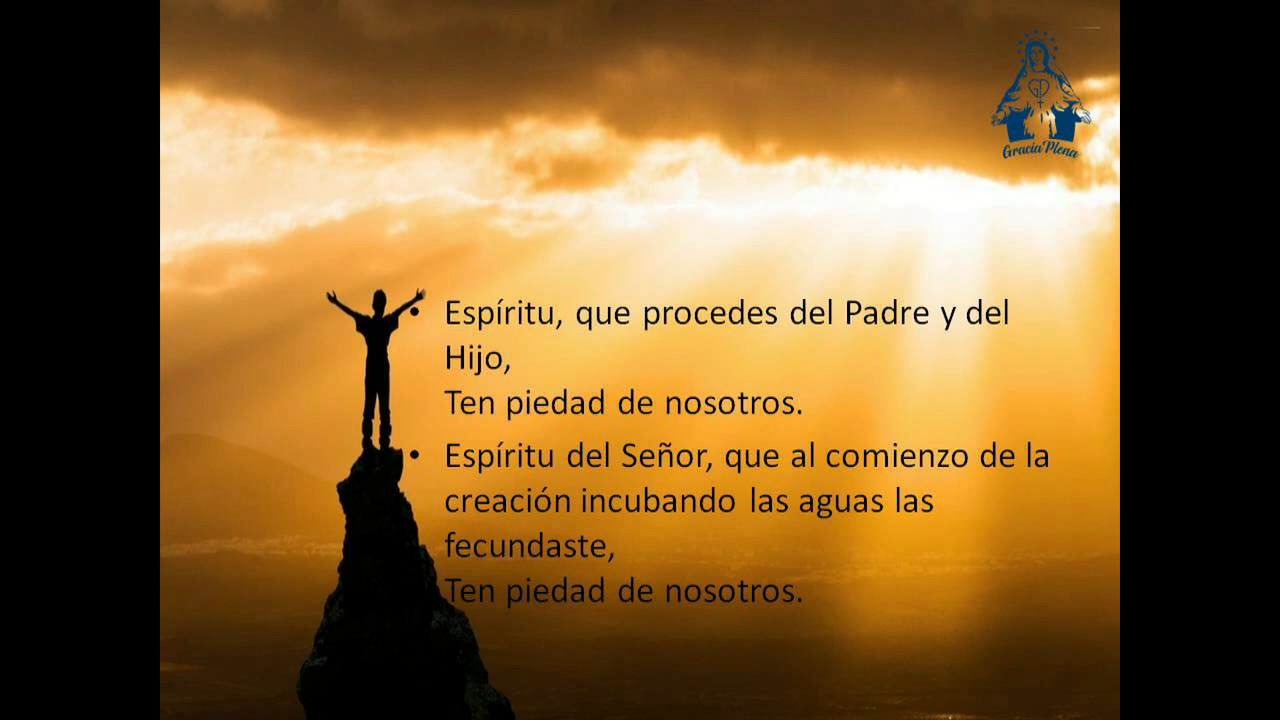 Gracia Plena
• Espíritu, que procedes del Padre y del
Hijo,
Ten piedad de nosotros.
• Espíritu del Señor, que al comienzo de la
creación incubando las aguas las
fecundaste,
Ten piedad de nosotros.